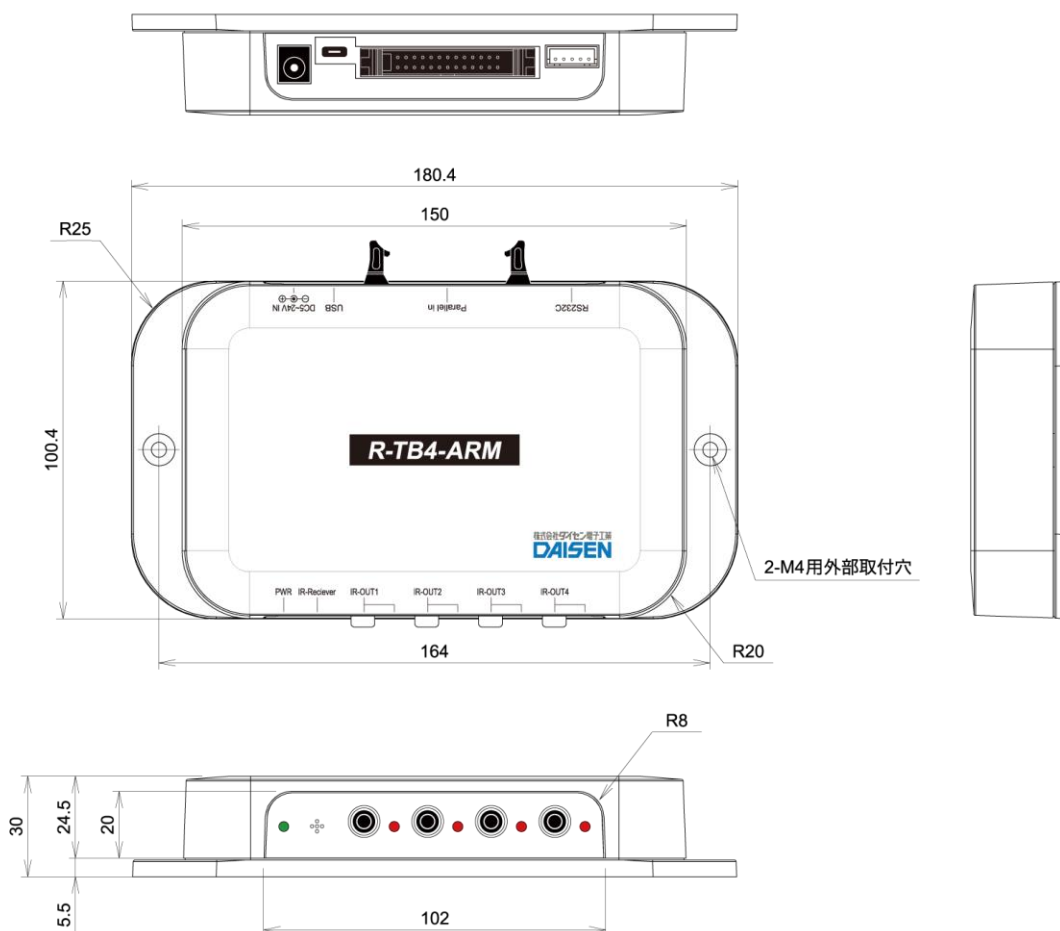 180.4
150
R25
DC5-24V IN
USB
Parallel in
RS232C
100.4
R-TB4-ARM
株式会社ダイセン電子工業
DAISEN
2-M4用外部取付穴
PWR IR-Reciever IR-OUT1 IR-OUT2 IR-OUT3 IR-OUT4
164
R20
R8
30
24.5
20
5.5
102